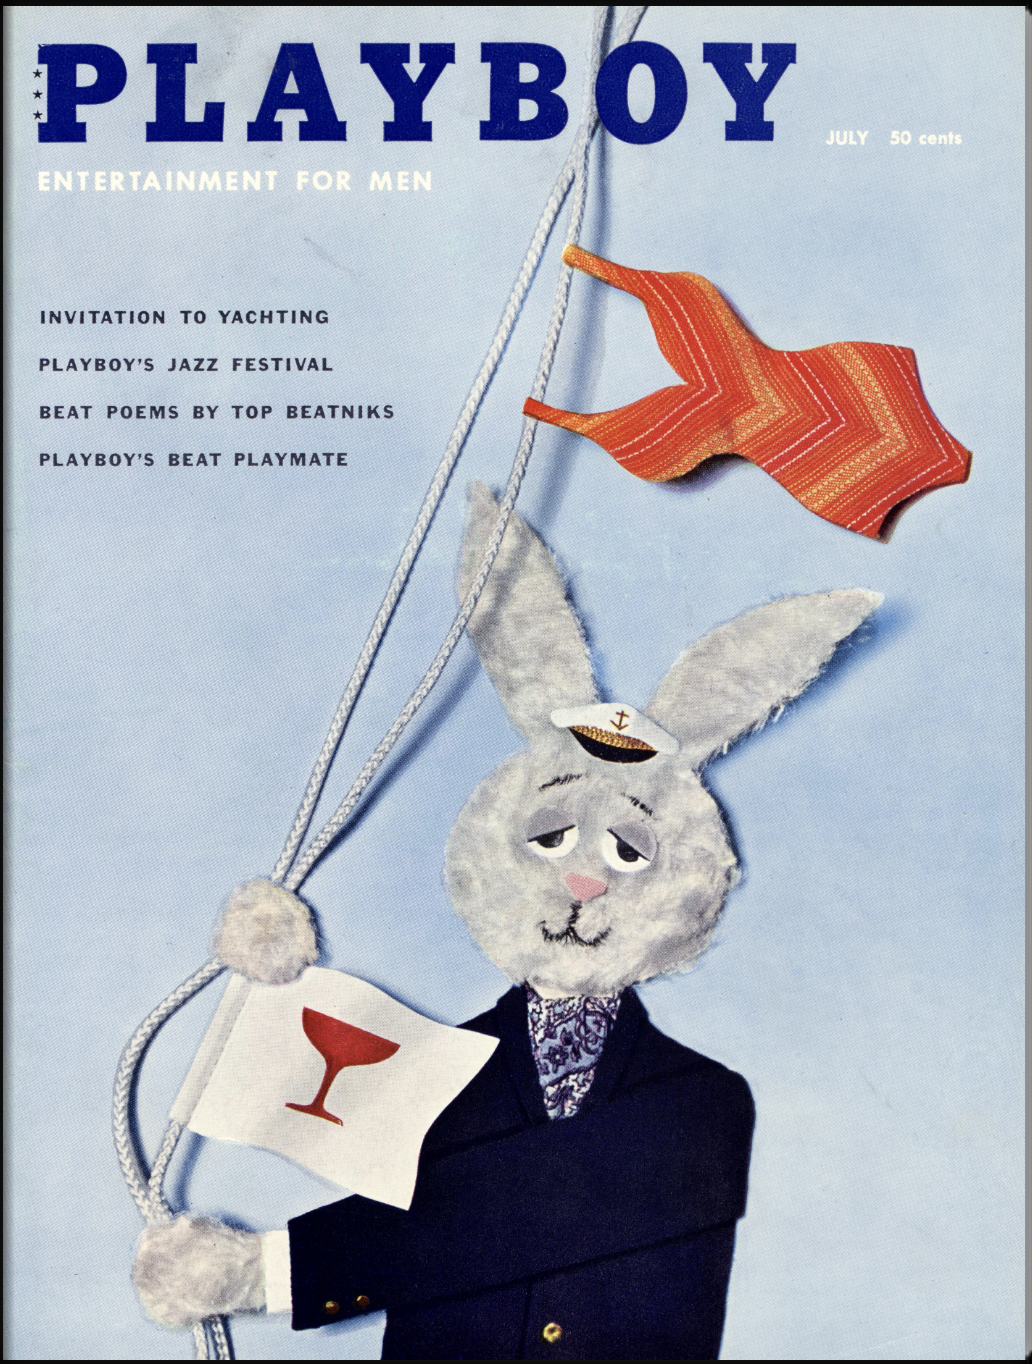 PLAYBOY
JULY 50 cents
ENTERTAINMENT FOR MEN
INVITATION TO YACHTING
PLAYBOY'S JAZZ FESTIVAL
BEAT POEMS BY TOP BEATNIKS
PLAYBOY'S BEAT PLAYMATE